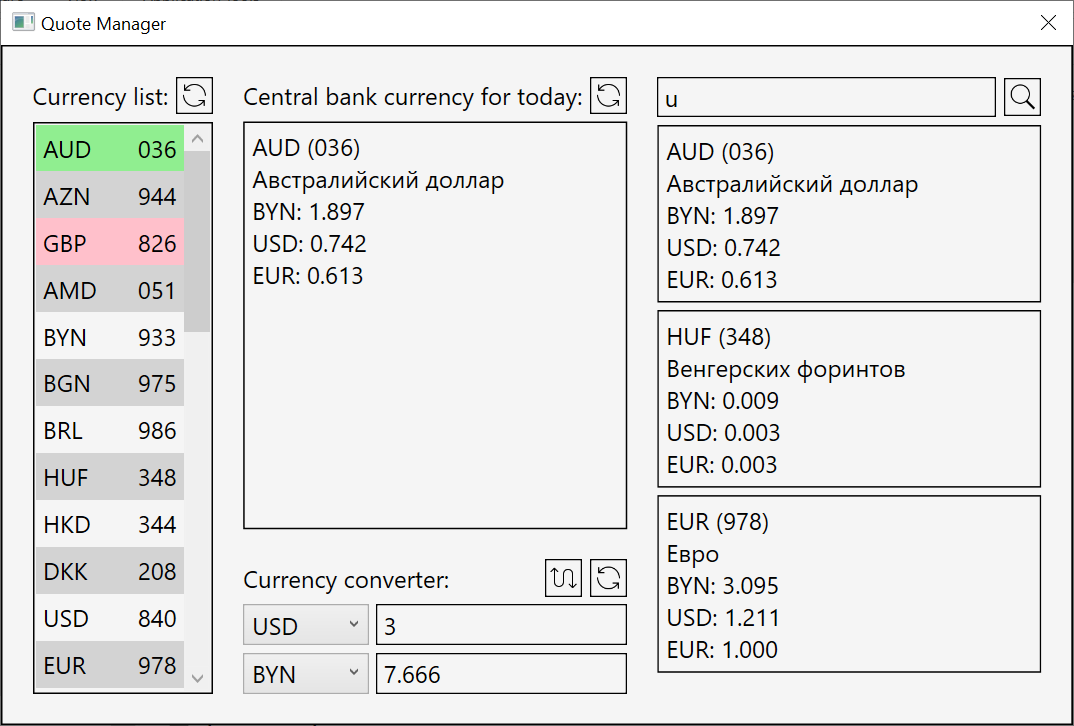 Quote Manager
Currency list:
AUD 036
AZN 944
GBP 826
AMD 051
BYN 933
BGN 975
BRL 986
HUF 348
HKD 344
DKK 208
USD 840
EUR 978
Central bank currency for today:
AUD (036)
Австралийский доллар
BYN: 1.897
USD: 0.742
EUR: 0.613
Currency converter:
USD 3
BYN 7.666
u
AUD (036)
Австралийский доллар
BYN: 1.897
USD: 0.742
EUR: 0.613
HUF (348)
Венгерских форинтов
BYN: 0.009
USD: 0.003
EUR: 0.003
EUR (978)
Евро
BYN: 3.095
USD: 1.211
EUR: 1.000